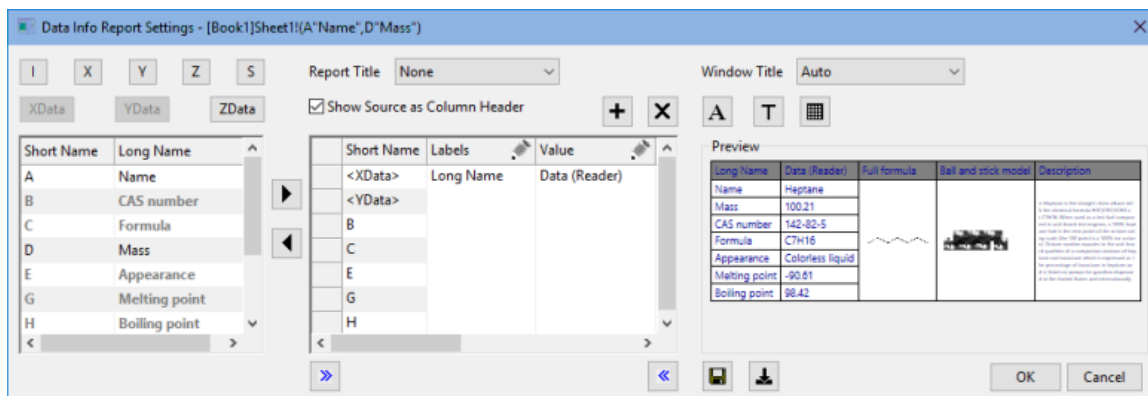 Data Info Report Settings - [Book1]Sheet1!(A"Name",D"Mass")
I X Y Z S
Report Title None
Window Title Auto
XData YData ZData
Show Source as Column Header
A T
Short Name Long Name
A Name
B CAS number
C Formula
D Mass
E Appearance
G Melting point
H Boiling point
Short Name Labels Value
<XData> Long Name Data (Reader)
<YData>
B
C
E
G
H
Preview
Long Name Data (Reader) Full formula Ball and stick model Description
Name Heptane
Mass 100.21
CAS number 142-82-5
Formula C7H16
Appearance Colorless liquid
Melting point -90.61
Boiling point 98.42
OK Cancel